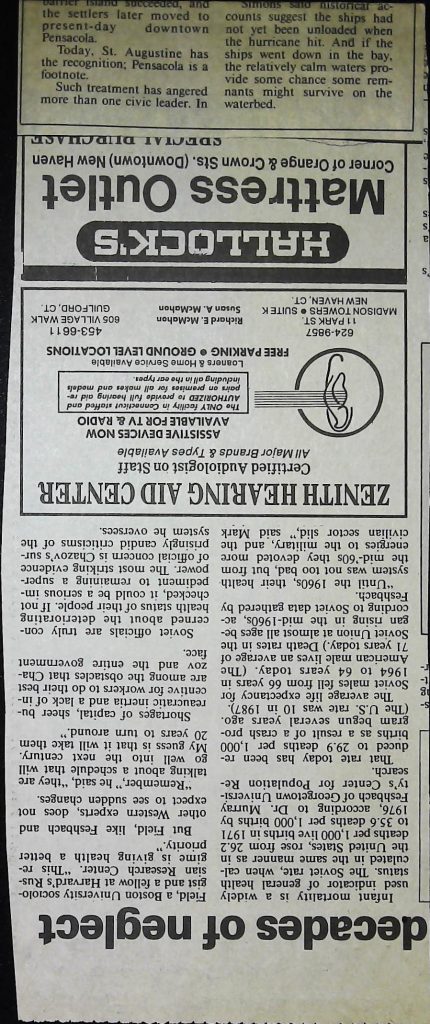 barrier island succeeded, and
the settlers later moved to
present-day downtown
Pensacola.
Today, St. Augustine has
the recognition; Pensacola is a
footnote.
Such treatment has angered
more than one civic leader. In
Simons said historical ac-
counts suggest the ships had
not yet been unloaded when
the hurricane hit. And if the
ships went down in the bay,
the relatively calm waters pro-
vide some chance some rem-
nants might survive on the
waterbed.
decades of neglect
Infant mortality is a widely
used indicator of general health
status. The Soviet rate, when cal-
culated in the same manner as in
the United States, rose from 26.2
deaths per 1,000 live births in 1971
to 35.6 deaths per 1,000 births by
1976, according to Dr. Murray
Feshbach of Georgetown Universi-
ty's Center for Population Re-
search.
That rate today has been re-
duced to 29.9 deaths per 1,000
births as a result of a crash pro-
gram begun several years ago.
(The U.S. rate was 10 in 1987).
The average life expectancy for
Soviet males fell from 66 years in
1964 to 64 years today. (The
American male lives an average of
71 years today.) Death rates in the
Soviet Union at almost all ages be-
gan rising in the mid-1960s, ac-
cording to Soviet data gathered by
Feshbach.
"Until the 1960s, their health
system was not too bad, but from
the mid-'60s they devoted more
energies to the military, and the
civilian sector slid," said Mark
Field, a Boston University sociolo-
gist and a fellow at Harvard's Rus-
sian Research Center. "This re-
gime is giving health a better
priority."
But Field, like Feshbach and
other Western experts, does not
expect to see sudden changes.
"Remember," he said, "they are
talking about a schedule that will
go well into the next century.
My guess is that it will take them
20 years to turn around."
Shortages of capital, sheer bu-
reaucratic inertia and a lack of in-
centive for workers to do their best
are among the obstacles that Cha-
zov and the entire government
face.
Soviet officials are truly con-
cerned about the deteriorating
health status of their people. If not
checked, it could be a serious im-
pediment to remaining a super-
power. The most striking evidence
of official concern is Chazov's sur-
prisingly candid criticisms of the
system he oversees.
ZENITH HEARING AID CENTER
Certified Audiologist on Staff
All Major Brands & Types Available
ASSISTIVE DEVICES NOW
AVAILABLE FOR TV & RADIO
The ONLY facility in Connecticut staffed and
AUTHORIZED to provide full hearing aid re-
pairs on premises for all makes and models
including all in the ear types.
Loaners & Home Service Available
FREE PARKING • GROUND LEVEL LOCATIONS
624-9857
11 PARK ST.
MADISON TOWERS • SUITE K
NEW HAVEN, CT.
Richard E. McMahon
Susan A. McMahon
453-6611
605 VILLAGE WALK
GUILFORD, CT.
HALLOCK'S
Mattress Outlet
Corner of Orange & Crown Sts. (Downtown) New Haven
SPECIAL PURCHASE